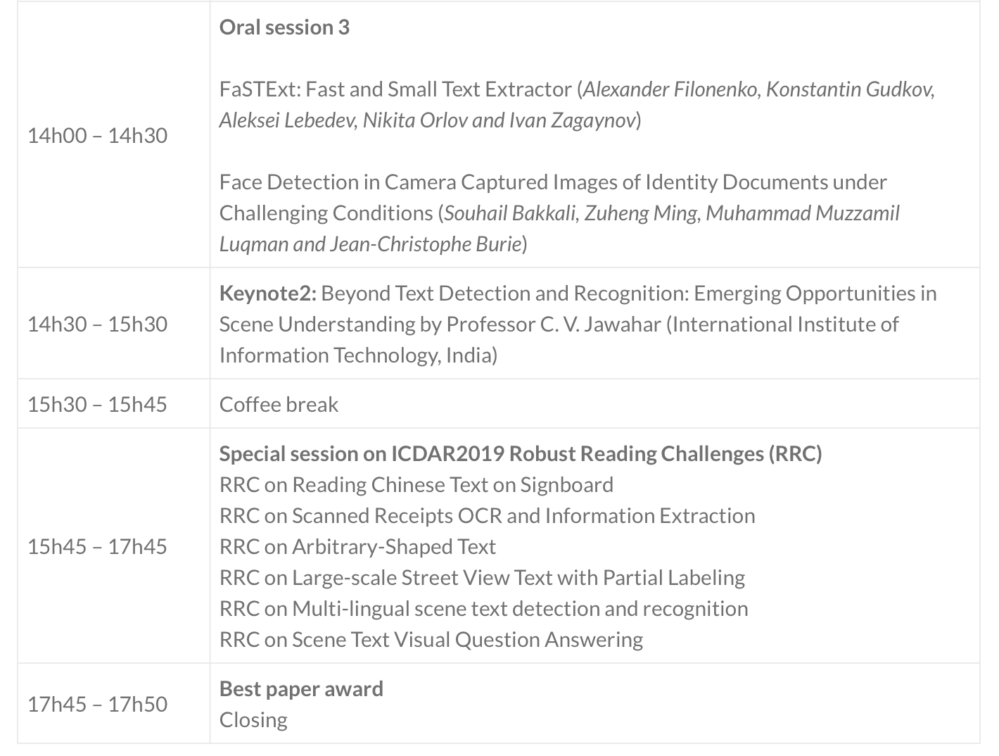 Oral session 3
FaSTExt: Fast and Small Text Extractor (Alexander Filonenko, Konstantin Gudkov,
Aleksei Lebedev, Nikita Orlov and Ivan Zagaynov)
14h00 – 14h30
Face Detection in Camera Captured Images of Identity Documents under
Challenging Conditions (Souhail Bakkali, Zuheng Ming, Muhammad Muzzamil
Luqman and Jean-Christophe Burie)
14h30 – 15h30
Keynote2: Beyond Text Detection and Recognition: Emerging Opportunities in
Scene Understanding by Professor C. V. Jawahar (International Institute of
Information Technology, India)
15h30 – 15h45
Coffee break
15h45 – 17h45
Special session on ICDAR2019 Robust Reading Challenges (RRC)
RRC on Reading Chinese Text on Signboard
RRC on Scanned Receipts OCR and Information Extraction
RRC on Arbitrary-Shaped Text
RRC on Large-scale Street View Text with Partial Labeling
RRC on Multi-lingual scene text detection and recognition
RRC on Scene Text Visual Question Answering
17h45 – 17h50
Best paper award
Closing